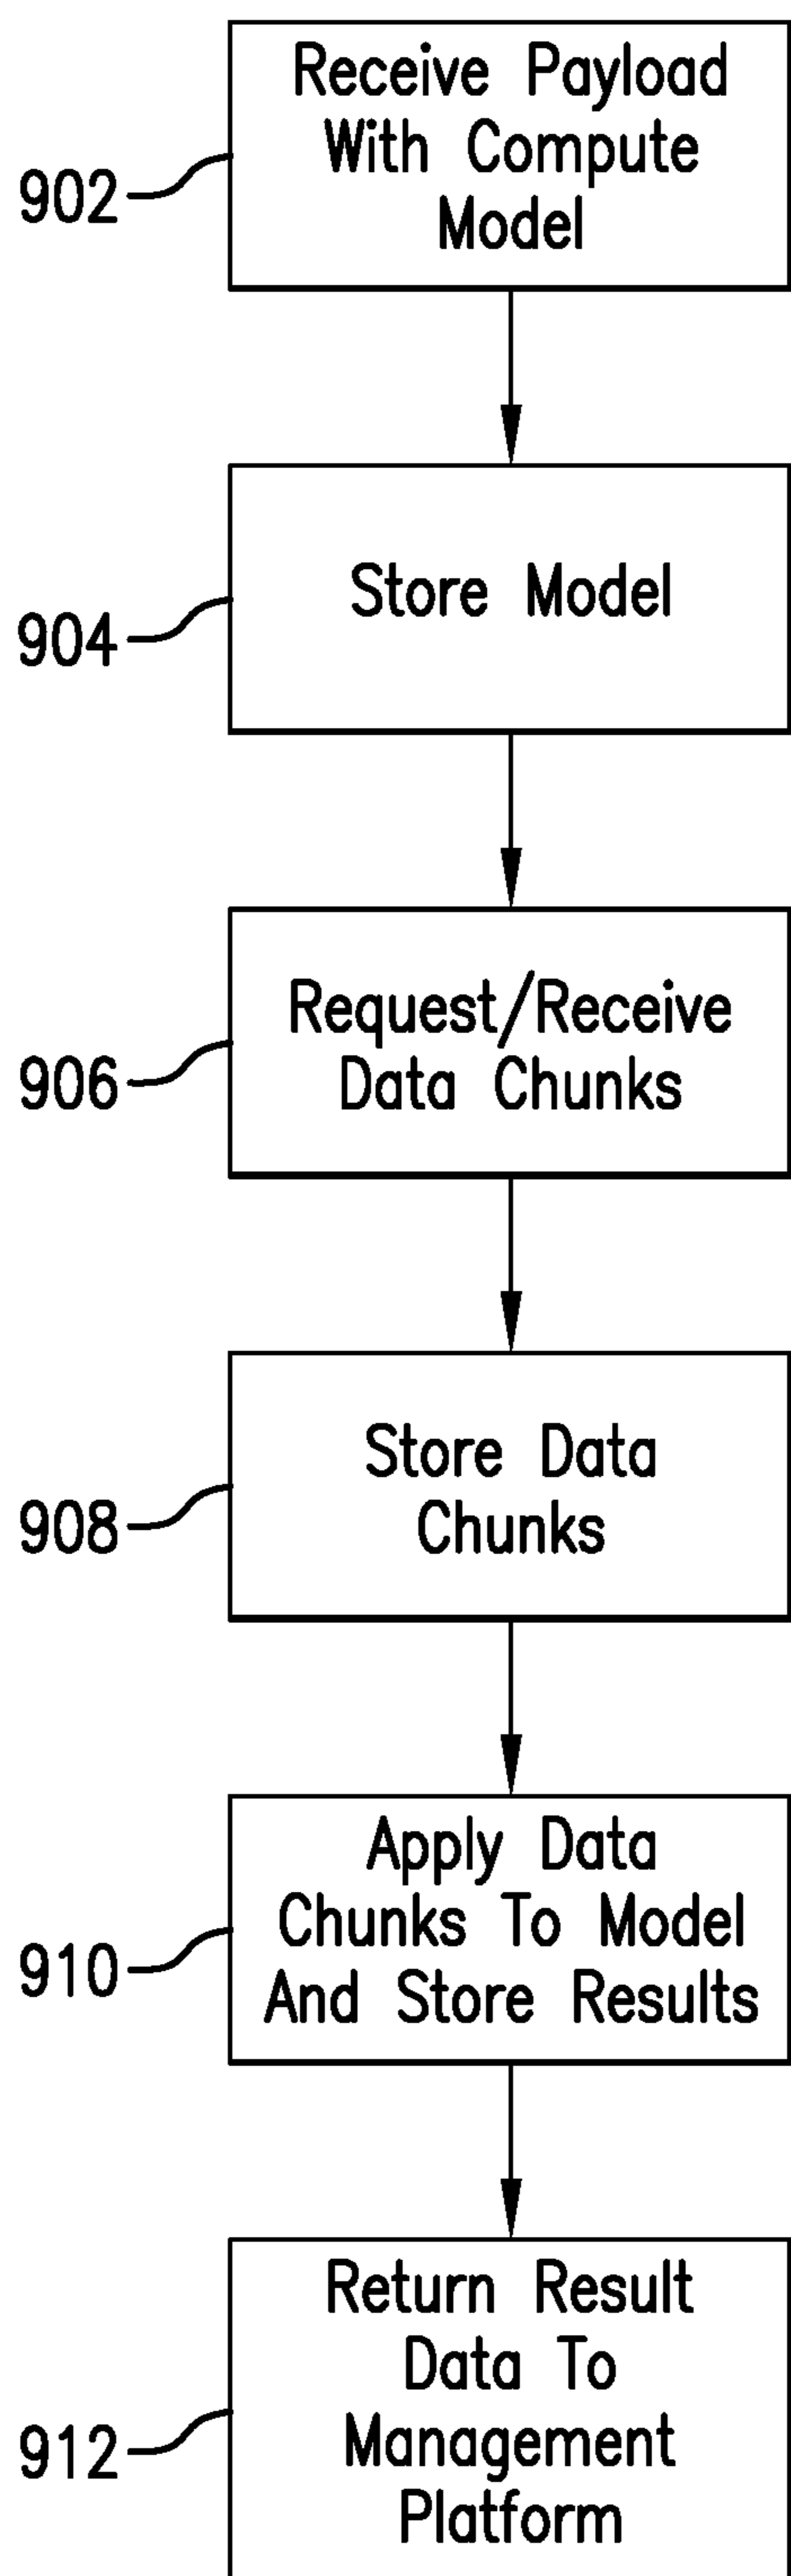 Receive Payload
With Compute
Model
902
Store Model
904
Request/Receive
Data Chunks
906
Store Data
Chunks
908
Apply Data
Chunks To Model
And Store Results
910
Return Result
Data To
Management
Platform
912